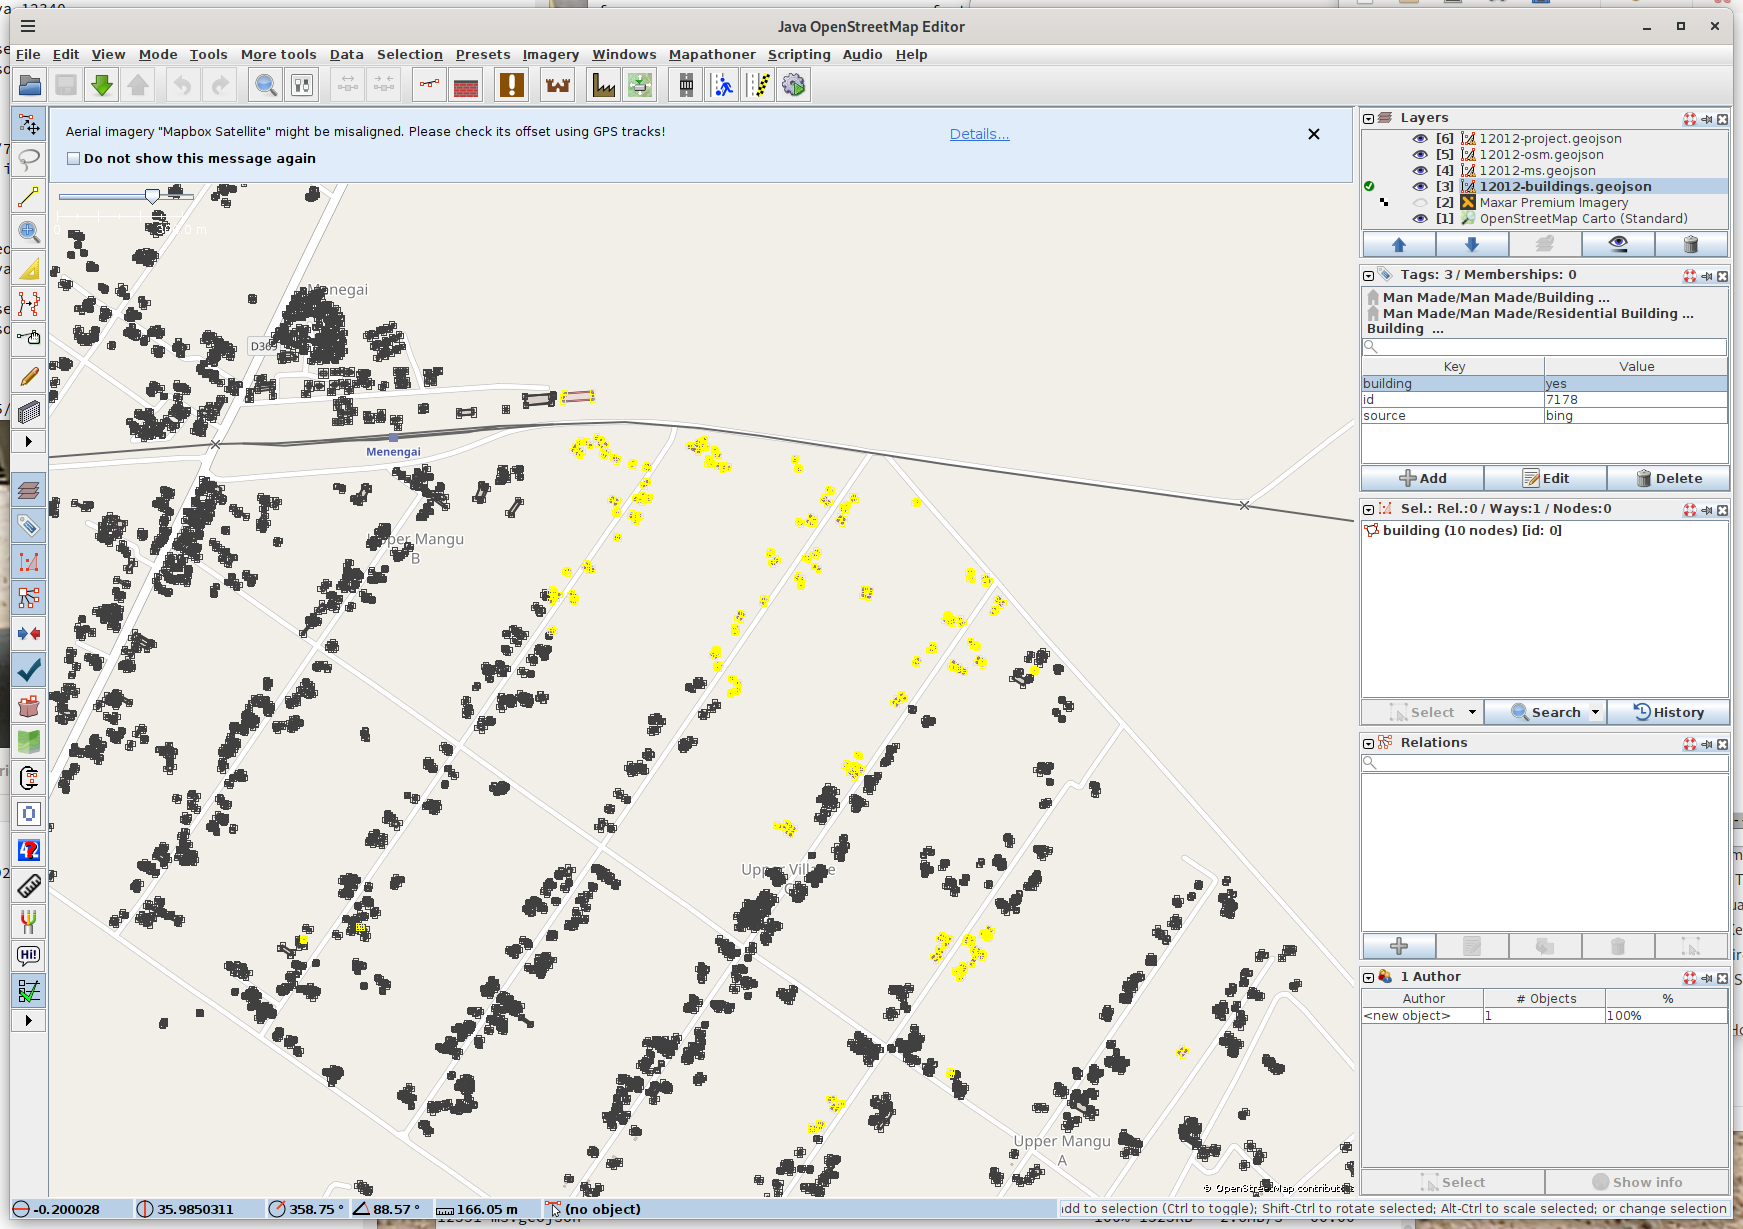 Java OpenStreetMap Editor
File Edit View Mode Tools More tools Data Selection Presets Imagery Windows Mapathoner Scripting Audio Help
Aerial imagery "Mapbox Satellite" might be misaligned. Please check its offset using GPS tracks!
Details...
Do not show this message again
Menengai
Upper Mangu
B
Upper Mangu
A
Layers
[6] 12012-project.geojson
[5] 12012-osm.geojson
[4] 12012-ms.geojson
[3] 12012-buildings.geojson
[2] Maxar Premium Imagery
[1] OpenStreetMap Carto (Standard)
Tags: 3 / Memberships: 0
Man Made/Man Made/Building ...
Man Made/Man Made/Residential Building ...
Building ...
Key Value
building yes
id 7178
source bing
Add Edit Delete
Sel.: Rel.:0 / Ways:1 / Nodes:0
building (10 nodes) [id: 0]
Select Search History
Relations
1 Author
Author # Objects %
<new object> 1 100%
Select Show info
© OpenStreetMap contributors
-0.200028 35.9850311 358.75 ° 88.57 ° 166.05 m (no object)
dd to selection (Ctrl to toggle); Shift-Ctrl to rotate selected; Alt-Ctrl to scale selected; or change selection